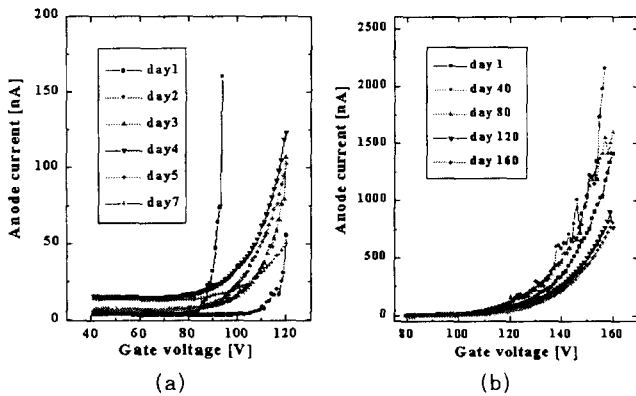 Anode current [nA]
200
150
100
50
0
day1
day2
day3
day4
day5
day7
40 60 80 100 120
Gate voltage [V]
(a)
Anode current [nA]
2500
2000
1500
1000
500
0
day 1
day 40
day 80
day 120
day 160
80 100 120 140 160
Gate voltage [V]
(b)